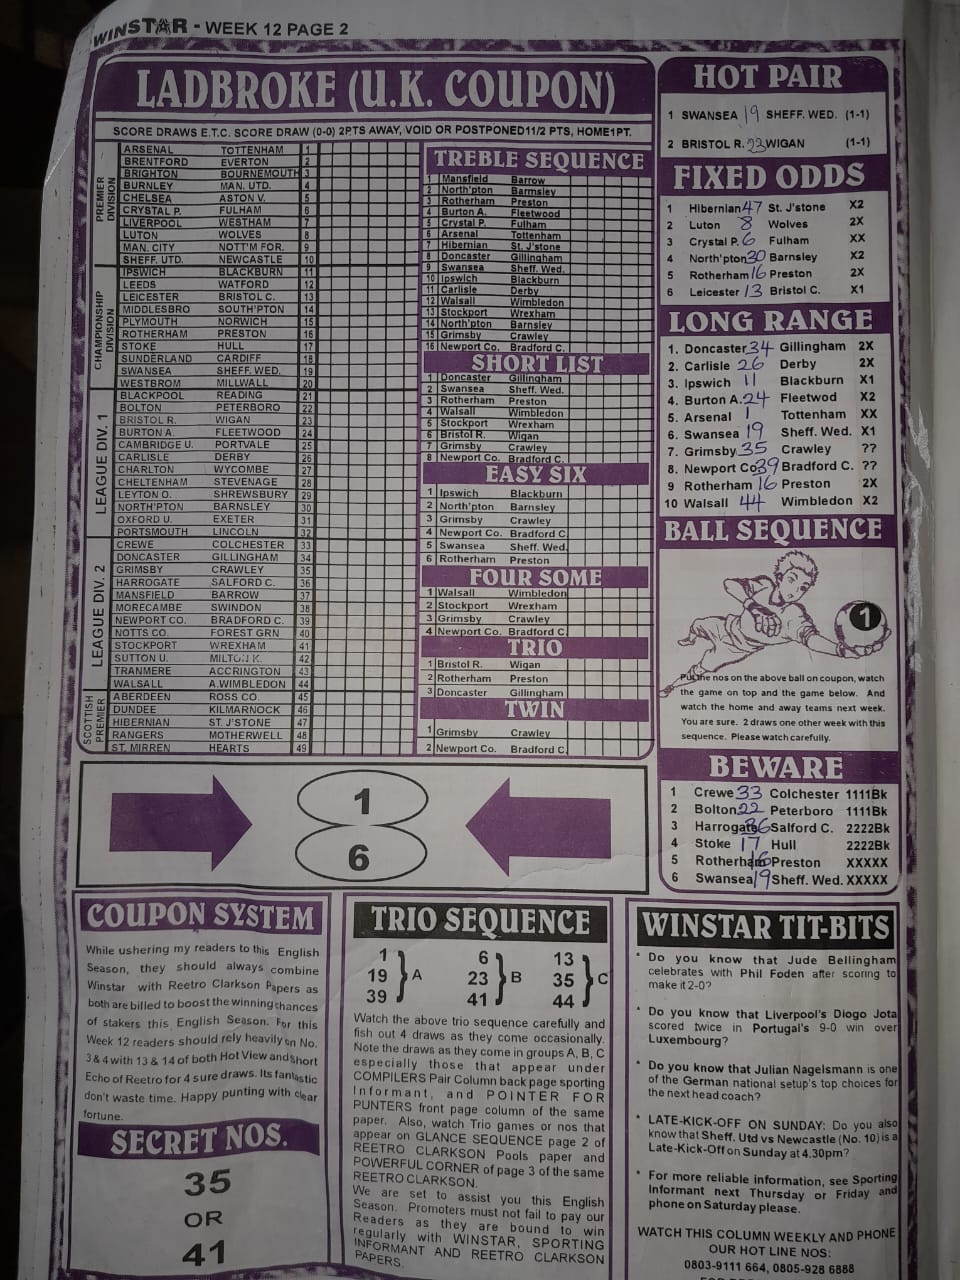 WINSTAR - WEEK 12 PAGE 2
LADBROKE (U.K. COUPON)
SCORE DRAWS E.T.C. SCORE DRAW (0-0) 2PTS AWAY, VOID OR POSTPONED11/2 PTS, HOME1PT.
PREMIER DIVISION
ARSENAL TOTTENHAM 1
BRENTFORD EVERTON 2
BRIGHTON BOURNEMOUTH 3
BURNLEY MAN. UTD. 4
CHELSEA ASTON V. 5
CRYSTAL P. FULHAM 6
LIVERPOOL WESTHAM 7
LUTON WOLVES 8
MAN. CITY NOTT'M FOR. 9
SHEFF. UTD. NEWCASTLE 10
CHAMPIONSHIP DIVISION
IPSWICH BLACKBURN 11
LEEDS WATFORD 12
LEICESTER BRISTOL C. 13
MIDDLESBRO SOUTH'PTON 14
PLYMOUTH NORWICH 15
ROTHERHAM PRESTON 16
STOKE HULL 17
SUNDERLAND CARDIFF 18
SWANSEA SHEFF. WED. 19
WESTBROM MILLWALL 20
LEAGUE DIV. 1
BLACKPOOL READING 21
BOLTON PETERBORO 22
BRISTOL R. WIGAN 23
BURTON A. FLEETWOOD 24
CAMBRIDGE U. PORTVALE 25
CARLISLE DERBY 26
CHARLTON WYCOMBE 27
CHELTENHAM STEVENAGE 28
LEYTON O. SHREWSBURY 29
NORTH'PTON BARNSLEY 30
OXFORD U. EXETER 31
PORTSMOUTH LINCOLN 32
LEAGUE DIV. 2
CREWE COLCHESTER 33
DONCASTER GILLINGHAM 34
GRIMSBY CRAWLEY 35
HARROGATE SALFORD C. 36
MANSFIELD BARROW 37
MORECAMBE SWINDON 38
NEWPORT CO. BRADFORD C. 39
NOTTS CO. FOREST GRN 40
STOCKPORT WREXHAM 41
SUTTON U. MILTON K. 42
TRANMERE ACCRINGTON 43
WALSALL A.WIMBLEDON 44
SCOTTISH PREMIER
ABERDEEN ROSS CO. 45
DUNDEE KILMARNOCK 46
HIBERNIAN ST. J'STONE 47
RANGERS MOTHERWELL 48
ST. MIRREN HEARTS 49
TREBLE SEQUENCE
1 Mansfield Barrow
2 North'pton Barmsley
3 Rotherham Preston
4 Burton A. Fleetwood
5 Crystal P. Fulham
6 Arsenal Tottenham
7 Hibernian St. J'stone
8 Doncaster Gillingham
9 Swansea Sheff. Wed.
10 Ipswich Blackburn
11 Carlisle Derby
12 Walsall Wimbledon
13 Stockport Wrexham
14 North'pton Barnsley
15 Grimsby Crawley
16 Newport Co. Bradford C.
SHORT LIST
1 Doncaster Gillingham
2 Swansea Sheff. Wed.
3 Rotherham Preston
4 Walsall Wimbledon
5 Stockport Wrexham
6 Bristol R. Wigan
7 Grimsby Crawley
8 Newport Co. Bradford C.
EASY SIX
1 Ipswich Blackburn
2 North'pton Barnsley
3 Grimsby Crawley
4 Newport Co. Bradford C.
5 Swansea Sheff. Wed.
6 Rotherham Preston
FOUR SOME
1 Walsall Wimbledon
2 Stockport Wrexham
3 Grimsby Crawley
4 Newport Co. Bradford C.
TRIO
1 Bristol R. Wigan
2 Rotherham Preston
3 Doncaster Gillingham
TWIN
1 Grimsby Crawley
2 Newport Co. Bradford C.
HOT PAIR
1 SWANSEA 19 SHEFF. WED. (1-1)
2 BRISTOL R. 23 WIGAN (1-1)
FIXED ODDS
1 Hibernian 47 St. J'stone X2
2 Luton 8 Wolves 2X
3 Crystal P. 6 Fulham XX
4 North'pton 30 Barnsley X2
5 Rotherham 16 Preston 2X
6 Leicester 13 Bristol C. X1
LONG RANGE
1. Doncaster 34 Gillingham 2X
2. Carlisle 26 Derby 2X
3. Ipswich 11 Blackburn X1
4. Burton A. 24 Fleetwod X2
5. Arsenal 1 Tottenham XX
6. Swansea 19 Sheff. Wed. X1
7. Grimsby 35 Crawley ??
8. Newport Co 39 Bradford C. ??
9 Rotherham 16 Preston 2X
10 Walsall 44 Wimbledon X2
BALL SEQUENCE
1
Put the nos on the above ball on coupon, watch
the game on top and the game below. And
watch the home and away teams next week.
You are sure. 2 draws one other week with this
sequence. Please watch carefully.
BEWARE
1 Crewe 33 Colchester 1111Bk
2 Bolton 22 Peterboro 1111Bk
3 Harrogate 36 Salford C. 2222Bk
4 Stoke 17 Hull 2222Bk
5 Rotherham 16 Preston XXXXX
6 Swansea 19 Sheff. Wed. XXXXX
1
6
COUPON SYSTEM
While ushering my readers to this English
Season, they should always combine
Winstar with Reetro Clarkson Papers as
both are billed to boost the winning chances
of stakers this English Season. For this
Week 12 readers should rely heavily on No.
3 & 4 with 13 & 14 of both Hot View and Short
Echo of Reetro for 4 sure draws. Its fantastic
don't waste time. Happy punting with clear
fortune.
SECRET NOS.
35
OR
41
TRIO SEQUENCE
1 6 13
19 A 23 B 35 C
39 41 44
Watch the above trio sequence carefully and
fish out 4 draws as they come occasionally.
Note the draws as they come in groups A, B, C
especially those that appear under
COMPILERS Pair Column back page sporting
Informant, and POINTER FOR
PUNTERS front page column of the same
paper. Also, watch Trio games or nos that
appear on GLANCE SEQUENCE page 2 of
REETRO CLARKSON Pools paper and
POWERFUL CORNER of page 3 of the same
REETRO CLARKSON.
We are set to assist you this English
Season. Promoters must not fail to pay our
Readers as they are bound to win
regularly with WINSTAR, SPORTING
INFORMANT AND REETRO CLARKSON
PAPERS.
WINSTAR TIT-BITS
* Do you know that Jude Bellingham
celebrates with Phil Foden after scoring to
make it 2-0?
* Do you know that Liverpool's Diogo Jota
scored twice in Portugal's 9-0 win over
Luxembourg?
* Do you know that Julian Nagelsmann is one
of the German national setup's top choices for
the next head coach?
* LATE-KICK-OFF ON SUNDAY: Do you also
know that Sheff. Utd vs Newcastle (No. 10) is a
Late-Kick-Off on Sunday at 4.30pm?
* For more reliable information, see Sporting
Informant next Thursday or Friday and
phone on Saturday please.
WATCH THIS COLUMN WEEKLY AND PHONE
OUR HOT LINE NOS:
0803-9111 664, 0805-928 6888